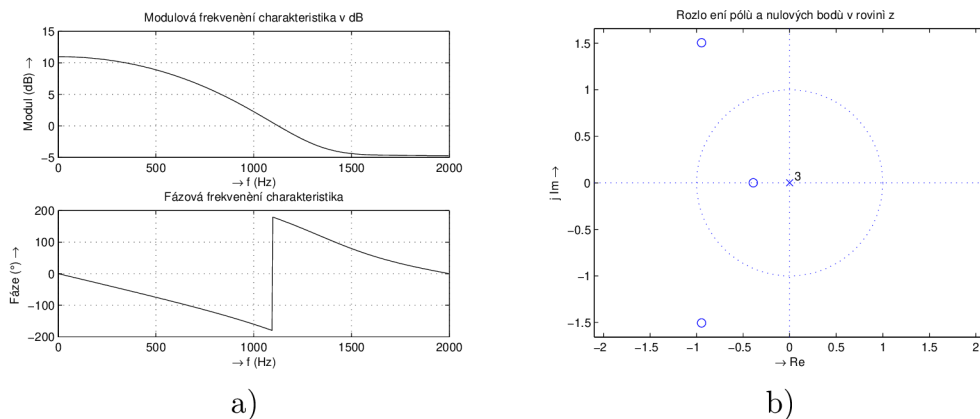 Modulová frekvenèní charakteristika v dB
15
10
5
0
−5
Modul (dB) →
0 500 1000 1500 2000
→ f (Hz)
Fázová frekvenèní charakteristika
200
100
0
−100
−200
Fáze (°) →
0 500 1000 1500 2000
→ f (Hz)
a)
Rozlo ení pólù a nulových bodù v rovinì z
1.5
1
0.5
0
−0.5
−1
−1.5
j Im →
3
−2 −1.5 −1 −0.5 0 0.5 1 1.5 2
→ Re
b)